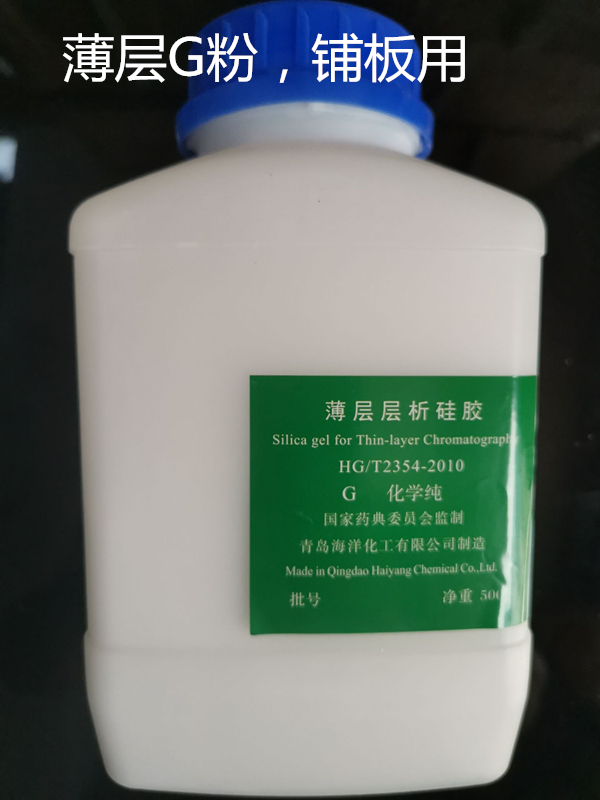 薄层G粉，铺板用
薄层层析硅胶
Silica gel for Thin-layer Chromatography
HG/T2354-2010
G 化学纯
国家药典委员会监制
青岛海洋化工有限公司制造
Made in Qingdao Haiyang Chemical Co.,Ltd.
批号 净重 500